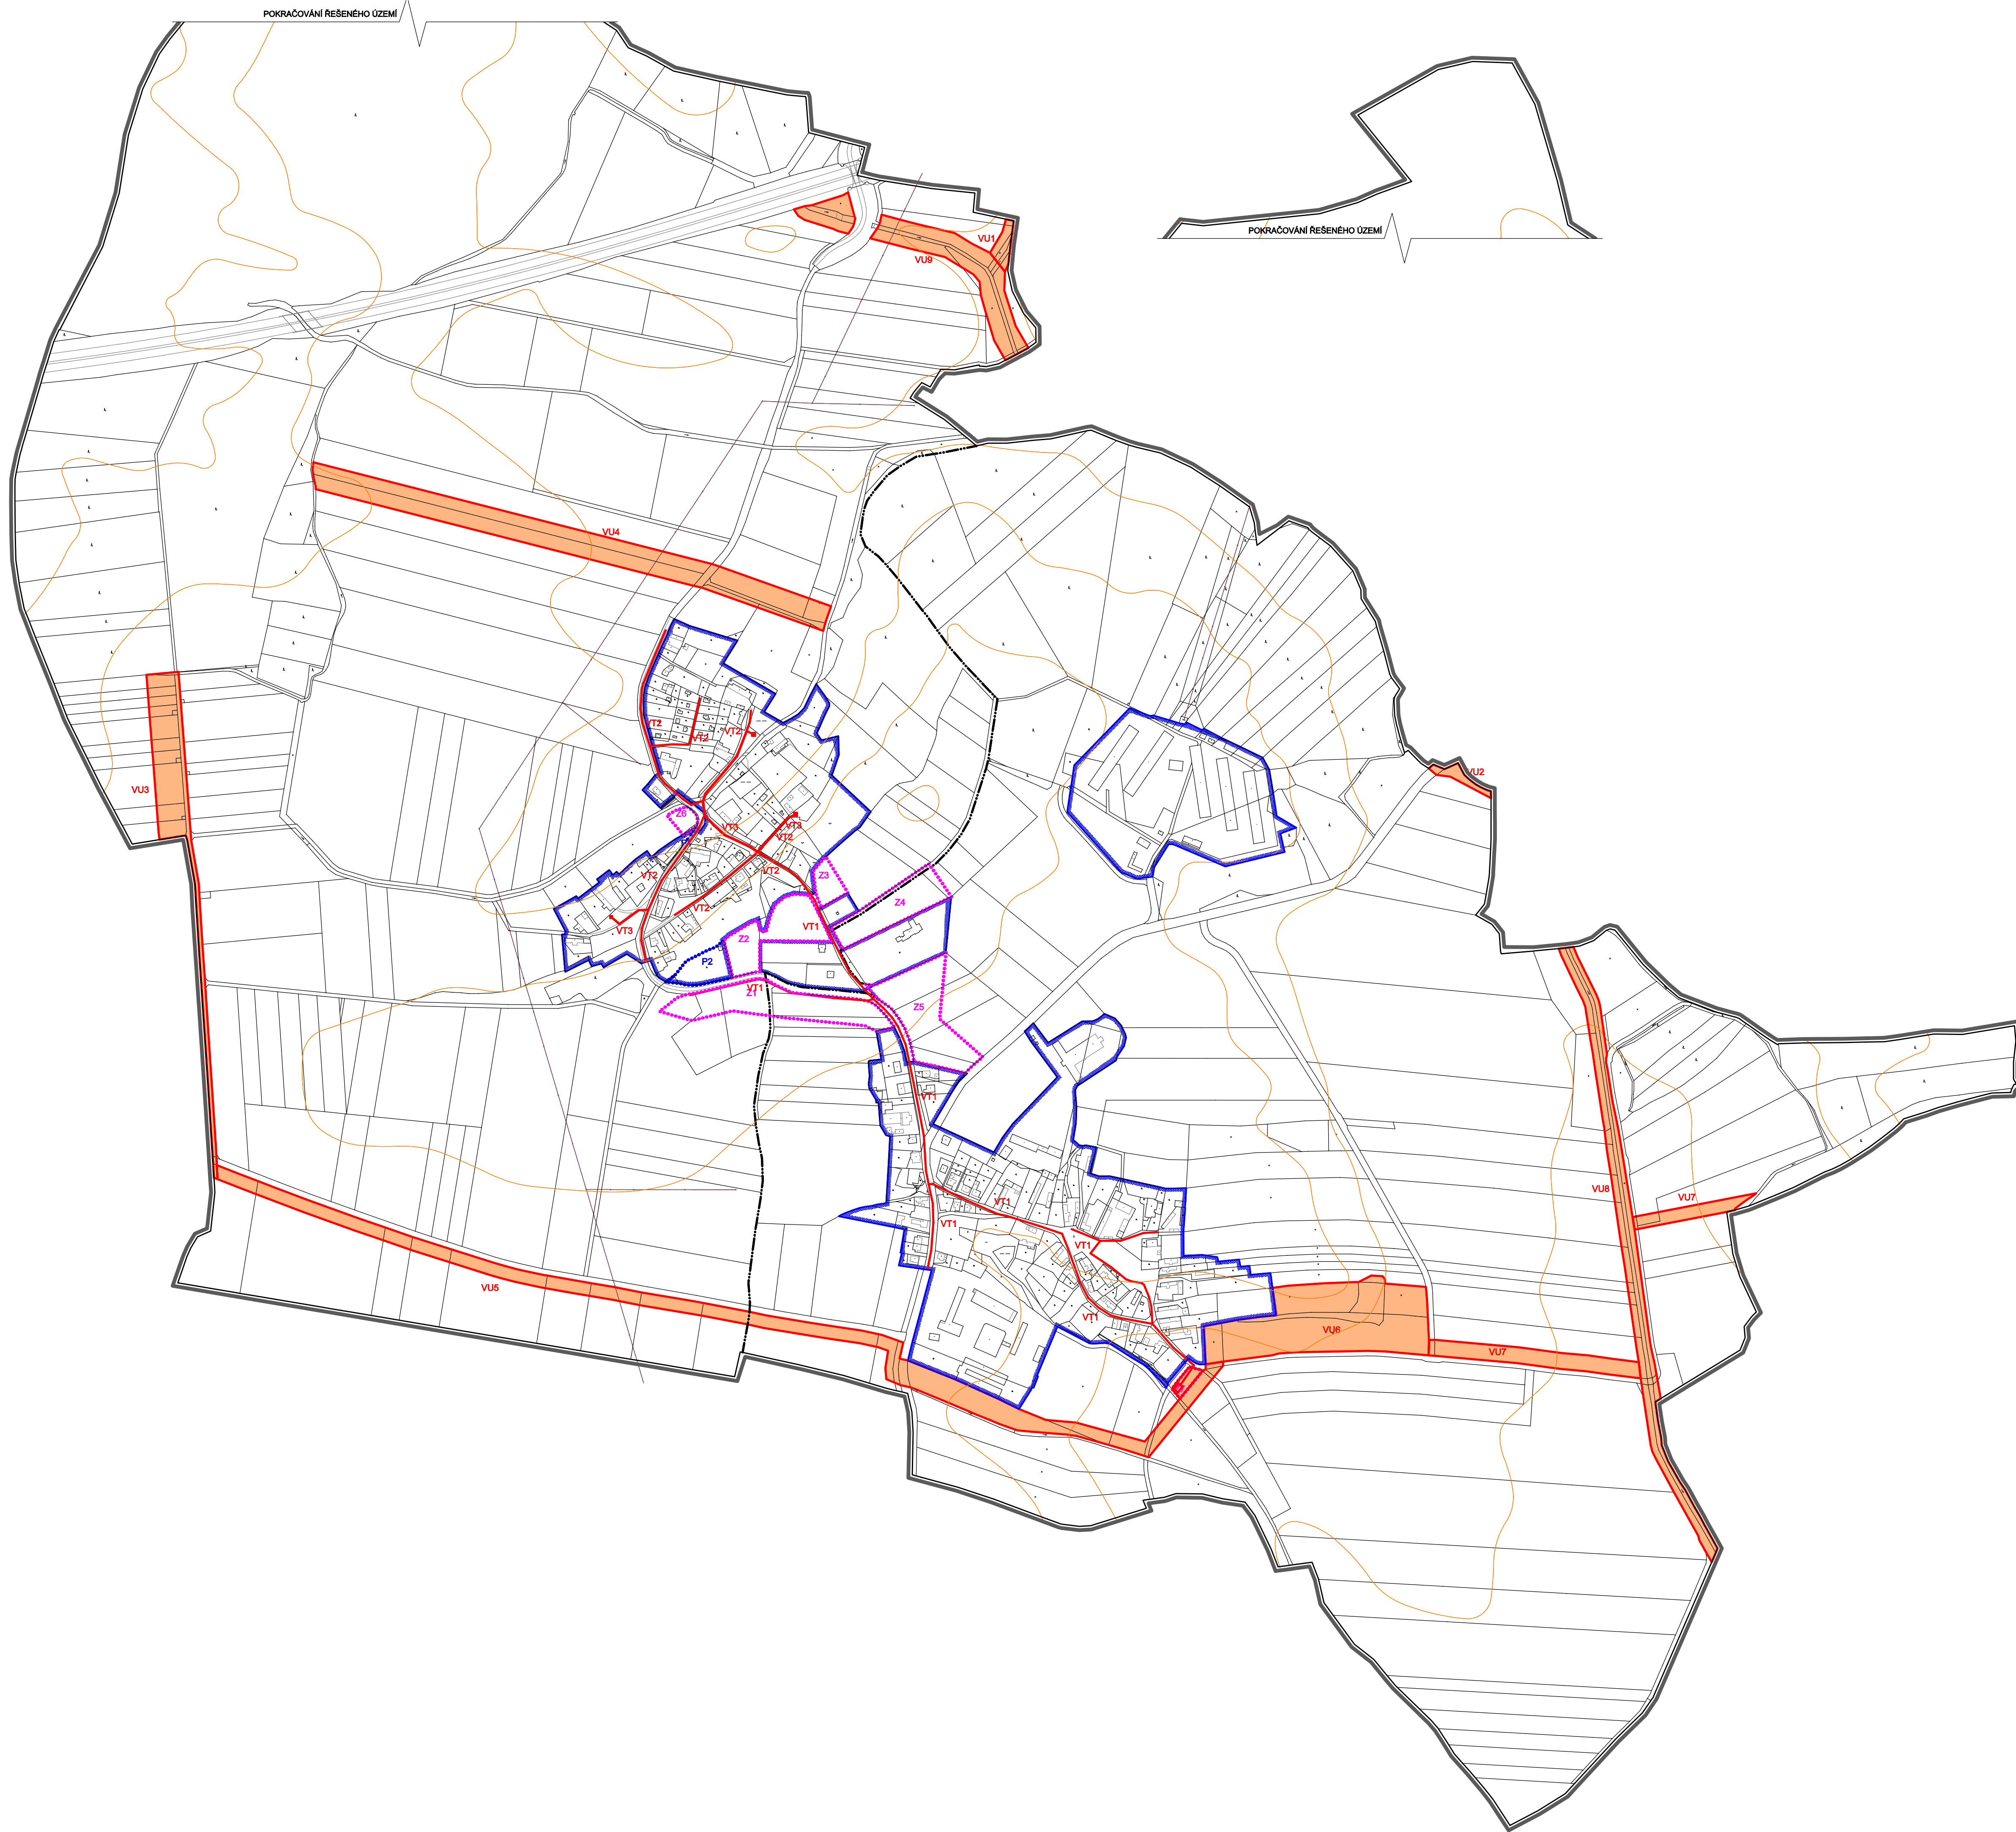 POKRAČOVÁNÍ ŘEŠENÉHO ÚZEMÍ
POKRAČOVÁNÍ ŘEŠENÉHO ÚZEMÍ
VU1
VU9
VU4
VT2
VT2
VT2
VU2
VU3
Z6
VT3
VT3
VT2
VT2
VT2
Z3
VT2
Z4
VT3
VT1
Z2
P2
VT1
Z1
Z5
VT1
VU8
VU7
VT1
VT1
VT1
VU5
VT1
VU6
VU7